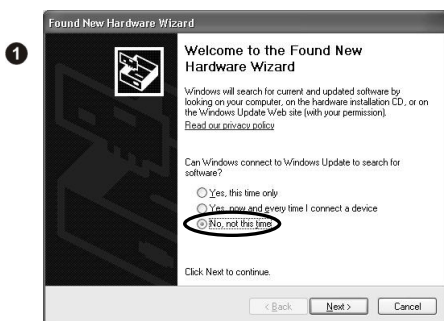 Found New Hardware Wizard
1
Welcome to the Found New
Hardware Wizard
Windows will search for current and updated software by
looking on your computer, on the hardware installation CD, or on
the Windows Update Web site (with your permission).
Read our privacy policy
Can Windows connect to Windows Update to search for
software?
Yes, this time only
Yes, now and every time I connect a device
No, not this time
Click Next to continue.
< Back
Next >
Cancel